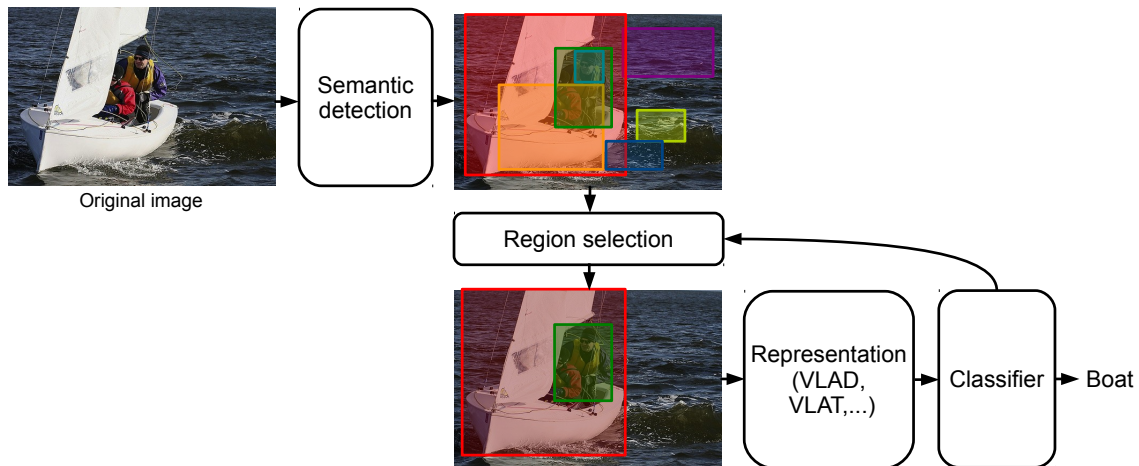 Original image
Semantic
detection
Region selection
Representation
(VLAD,
VLAT,...)
Classifier
Boat